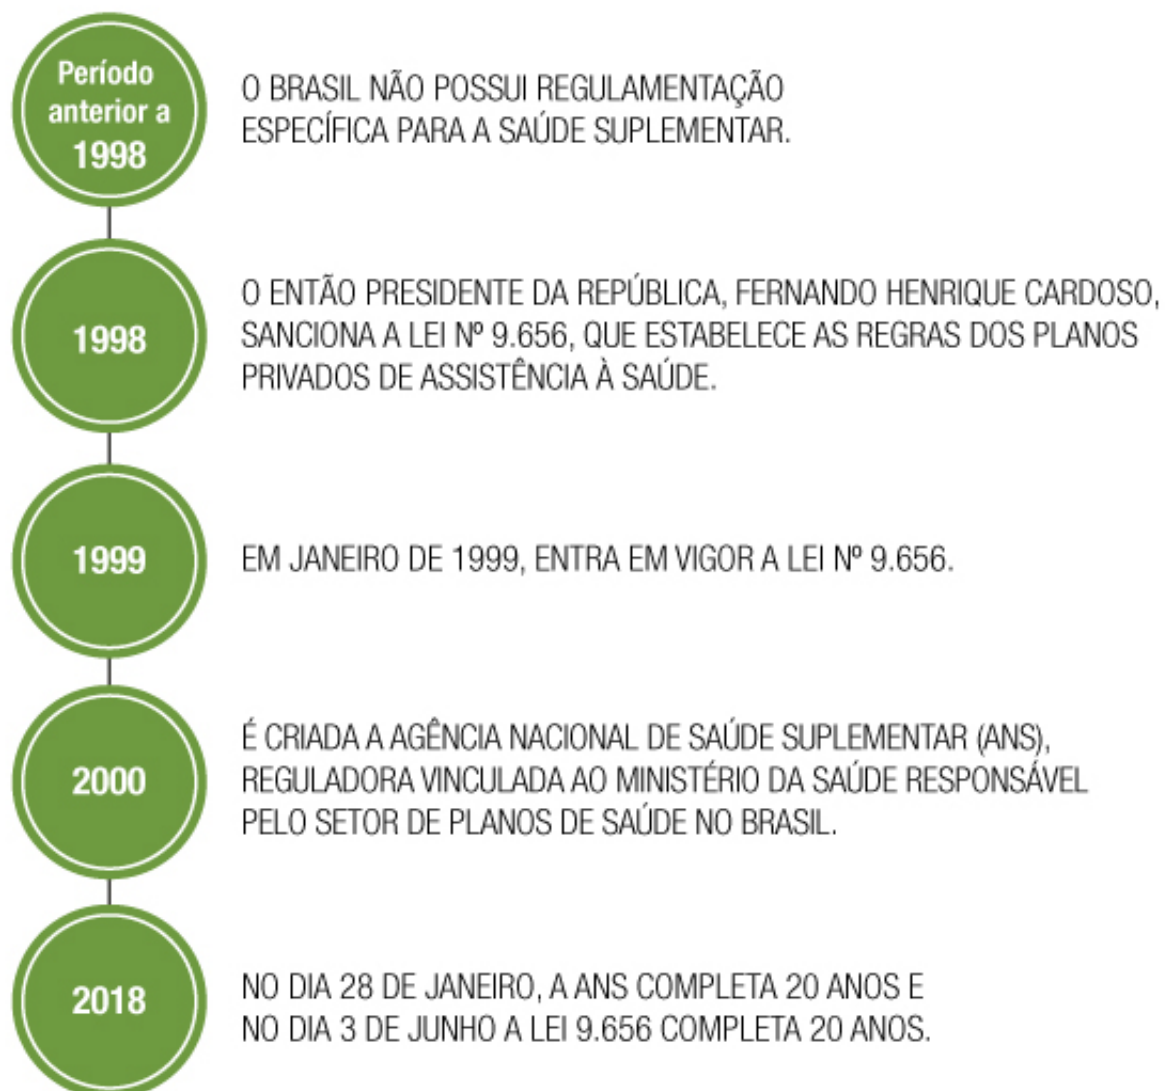 Período
anterior a
1998
O BRASIL NÃO POSSUI REGULAMENTAÇÃO
ESPECÍFICA PARA A SAÚDE SUPLEMENTAR.
1998
O ENTÃO PRESIDENTE DA REPÚBLICA, FERNANDO HENRIQUE CARDOSO,
SANCIONA A LEI Nº 9.656, QUE ESTABELECE AS REGRAS DOS PLANOS
PRIVADOS DE ASSISTÊNCIA À SAÚDE.
1999
EM JANEIRO DE 1999, ENTRA EM VIGOR A LEI Nº 9.656.
2000
É CRIADA A AGÊNCIA NACIONAL DE SAÚDE SUPLEMENTAR (ANS),
REGULADORA VINCULADA AO MINISTÉRIO DA SAÚDE RESPONSÁVEL
PELO SETOR DE PLANOS DE SAÚDE NO BRASIL.
2018
NO DIA 28 DE JANEIRO, A ANS COMPLETA 20 ANOS E
NO DIA 3 DE JUNHO A LEI 9.656 COMPLETA 20 ANOS.